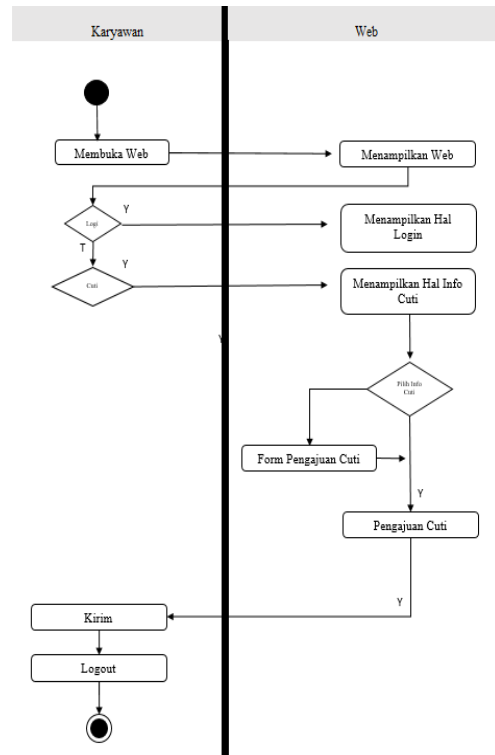 Karyawan
Web
Membuka Web
Menampilkan Web
Logi
Y
Menampilkan Hal
Login
T
Cuti
Y
Menampilkan Hal Info
Cuti
Y
Pilih Info
Cuti
Form Pengajuan Cuti
Y
Pengajuan Cuti
Y
Kirim
Logout